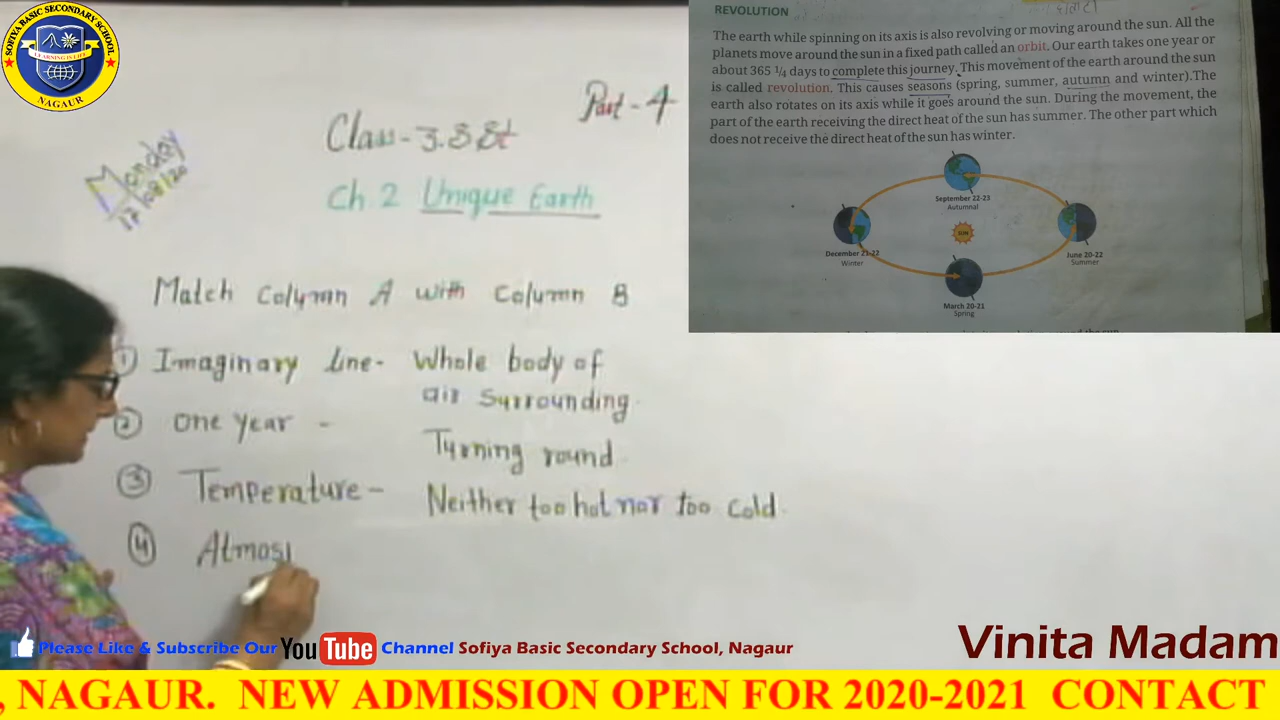 SOFIYA BASIC SECONDARY SCHOOL
LEARNING IS LIFE
NAGAUR
Monday
17/08/20
Part - 4
Class - 3. S St
Ch 2 Unique Earth
Match Column A with Column B
① Imaginary line - Whole body of
air surrounding.
② One year -
Turning round.
③ Temperature - Neither too hot nor too cold.
④ Atmosp
REVOLUTION
The earth while spinning on its axis is also revolving or moving around the sun. All the
planets move around the sun in a fixed path called an orbit. Our earth takes one year or
about 365 ¼ days to complete this journey. This movement of the earth around the sun
is called revolution. This causes seasons (spring, summer, autumn and winter).The
earth also rotates on its axis while it goes around the sun. During the movement, the
part of the earth receiving the direct heat of the sun has summer. The other part which
does not receive the direct heat of the sun has winter.
September 22-23
Autumnal
December 21-22
Winter
SUN
June 20-22
Summer
March 20-21
Spring
Please Like & Subscribe Our YouTube Channel Sofiya Basic Secondary School, Nagaur
Vinita Madam
, NAGAUR. NEW ADMISSION OPEN FOR 2020-2021 CONTACT